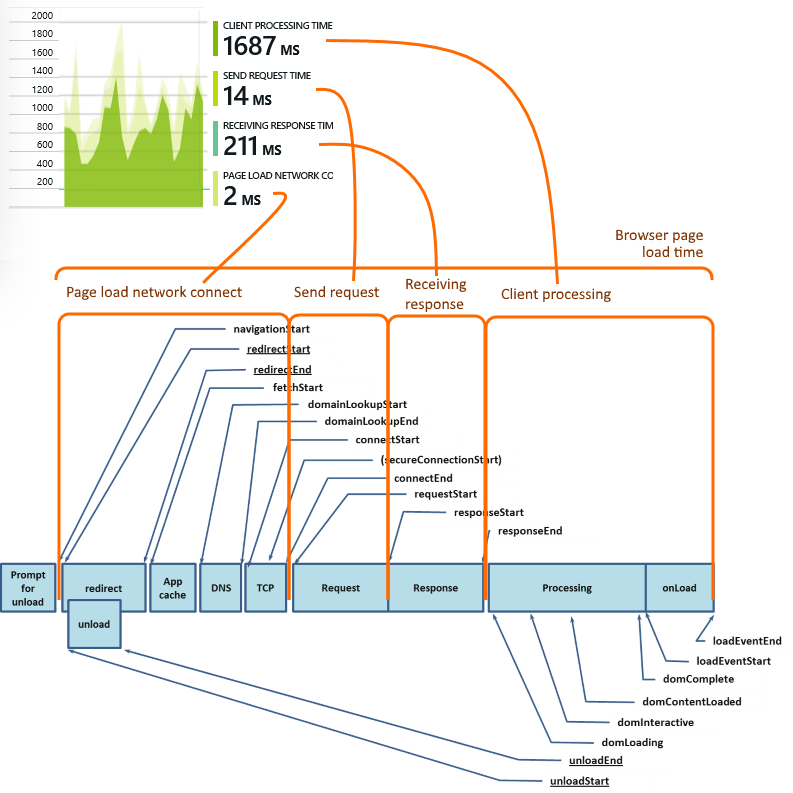 2000
1800
1600
1400
1200
1000
800
600
400
200
CLIENT PROCESSING TIME
1687 MS
SEND REQUEST TIME
14 MS
RECEIVING RESPONSE TIM
211 MS
PAGE LOAD NETWORK CO
2 MS
Browser page
load time
Page load network connect
Send request
Receiving
response
Client processing
navigationStart
redirectStart
redirectEnd
fetchStart
domainLookupStart
domainLookupEnd
connectStart
(secureConnectionStart)
connectEnd
requestStart
responseStart
responseEnd
Prompt
for
unload
redirect
unload
App
cache
DNS
TCP
Request
Response
Processing
onLoad
loadEventEnd
loadEventStart
domComplete
domContentLoaded
domInteractive
domLoading
unloadEnd
unloadStart